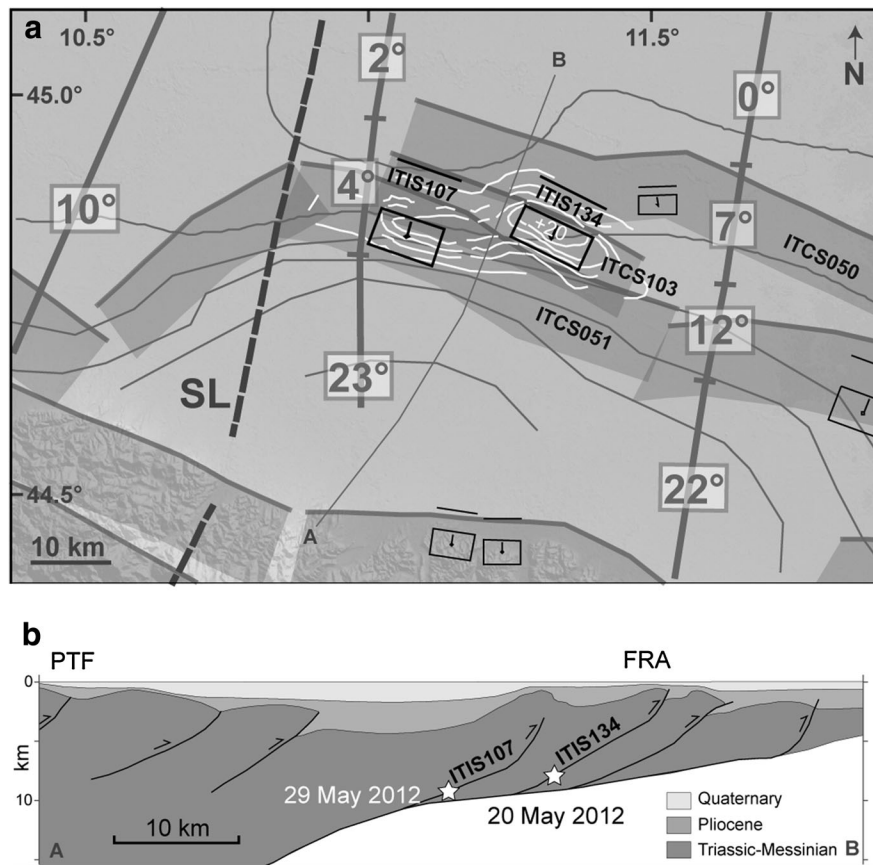 a
10.5°
11.5°
N
45.0°
2°
B
0°
4°
ITIS107
ITIS134
10°
+20
7°
ITCS050
ITCS103
12°
ITCS051
23°
SL
22°
44.5°
A
10 km
b
PTF
FRA
0
km
ITIS107
ITIS134
29 May 2012
20 May 2012
10
10 km
Quaternary
Pliocene
Triassic-Messinian
A
B